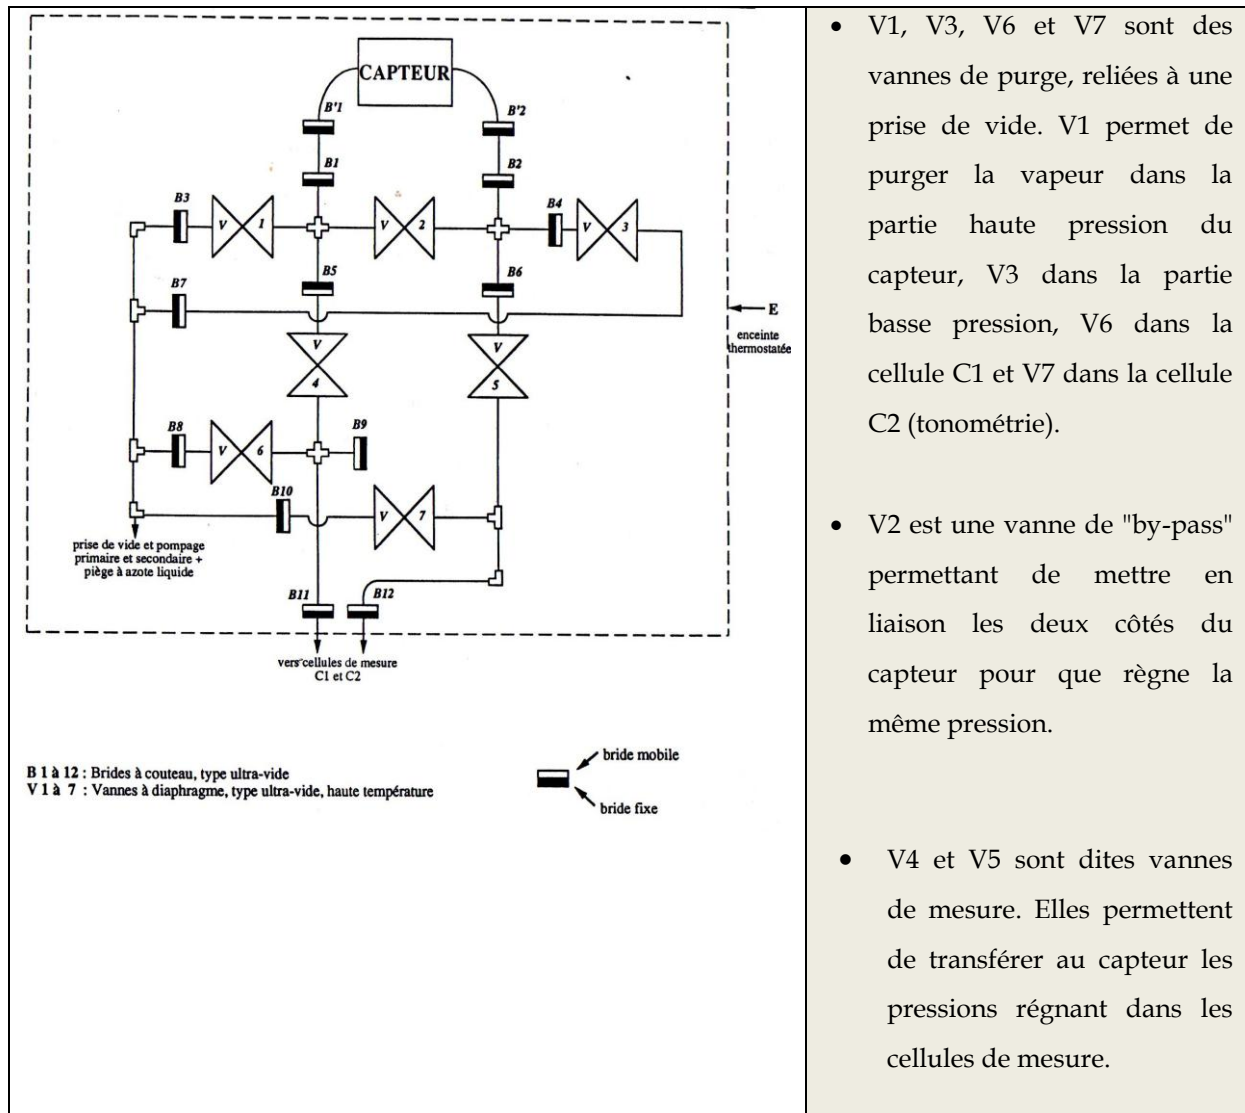 CAPTEUR
B'1
B'2
B1
B2
B3
V 1
V 2
B4
V 3
B5
B6
B7
E
enceinte
thermostatée
V
4
V
5
B8
V 6
B9
B10
V 7
prise de vide et pompage
primaire et secondaire +
piège à azote liquide
B11
B12
vers cellules de mesure
C1 et C2
B 1 à 12 : Brides à couteau, type ultra-vide
V 1 à 7 : Vannes à diaphragme, type ultra-vide, haute température
bride mobile
bride fixe
• V1, V3, V6 et V7 sont des
vannes de purge, reliées à une
prise de vide. V1 permet de
purger la vapeur dans la
partie haute pression du
capteur, V3 dans la partie
basse pression, V6 dans la
cellule C1 et V7 dans la cellule
C2 (tonométrie).
• V2 est une vanne de "by-pass"
permettant de mettre en
liaison les deux côtés du
capteur pour que règne la
même pression.
• V4 et V5 sont dites vannes
de mesure. Elles permettent
de transférer au capteur les
pressions régnant dans les
cellules de mesure.